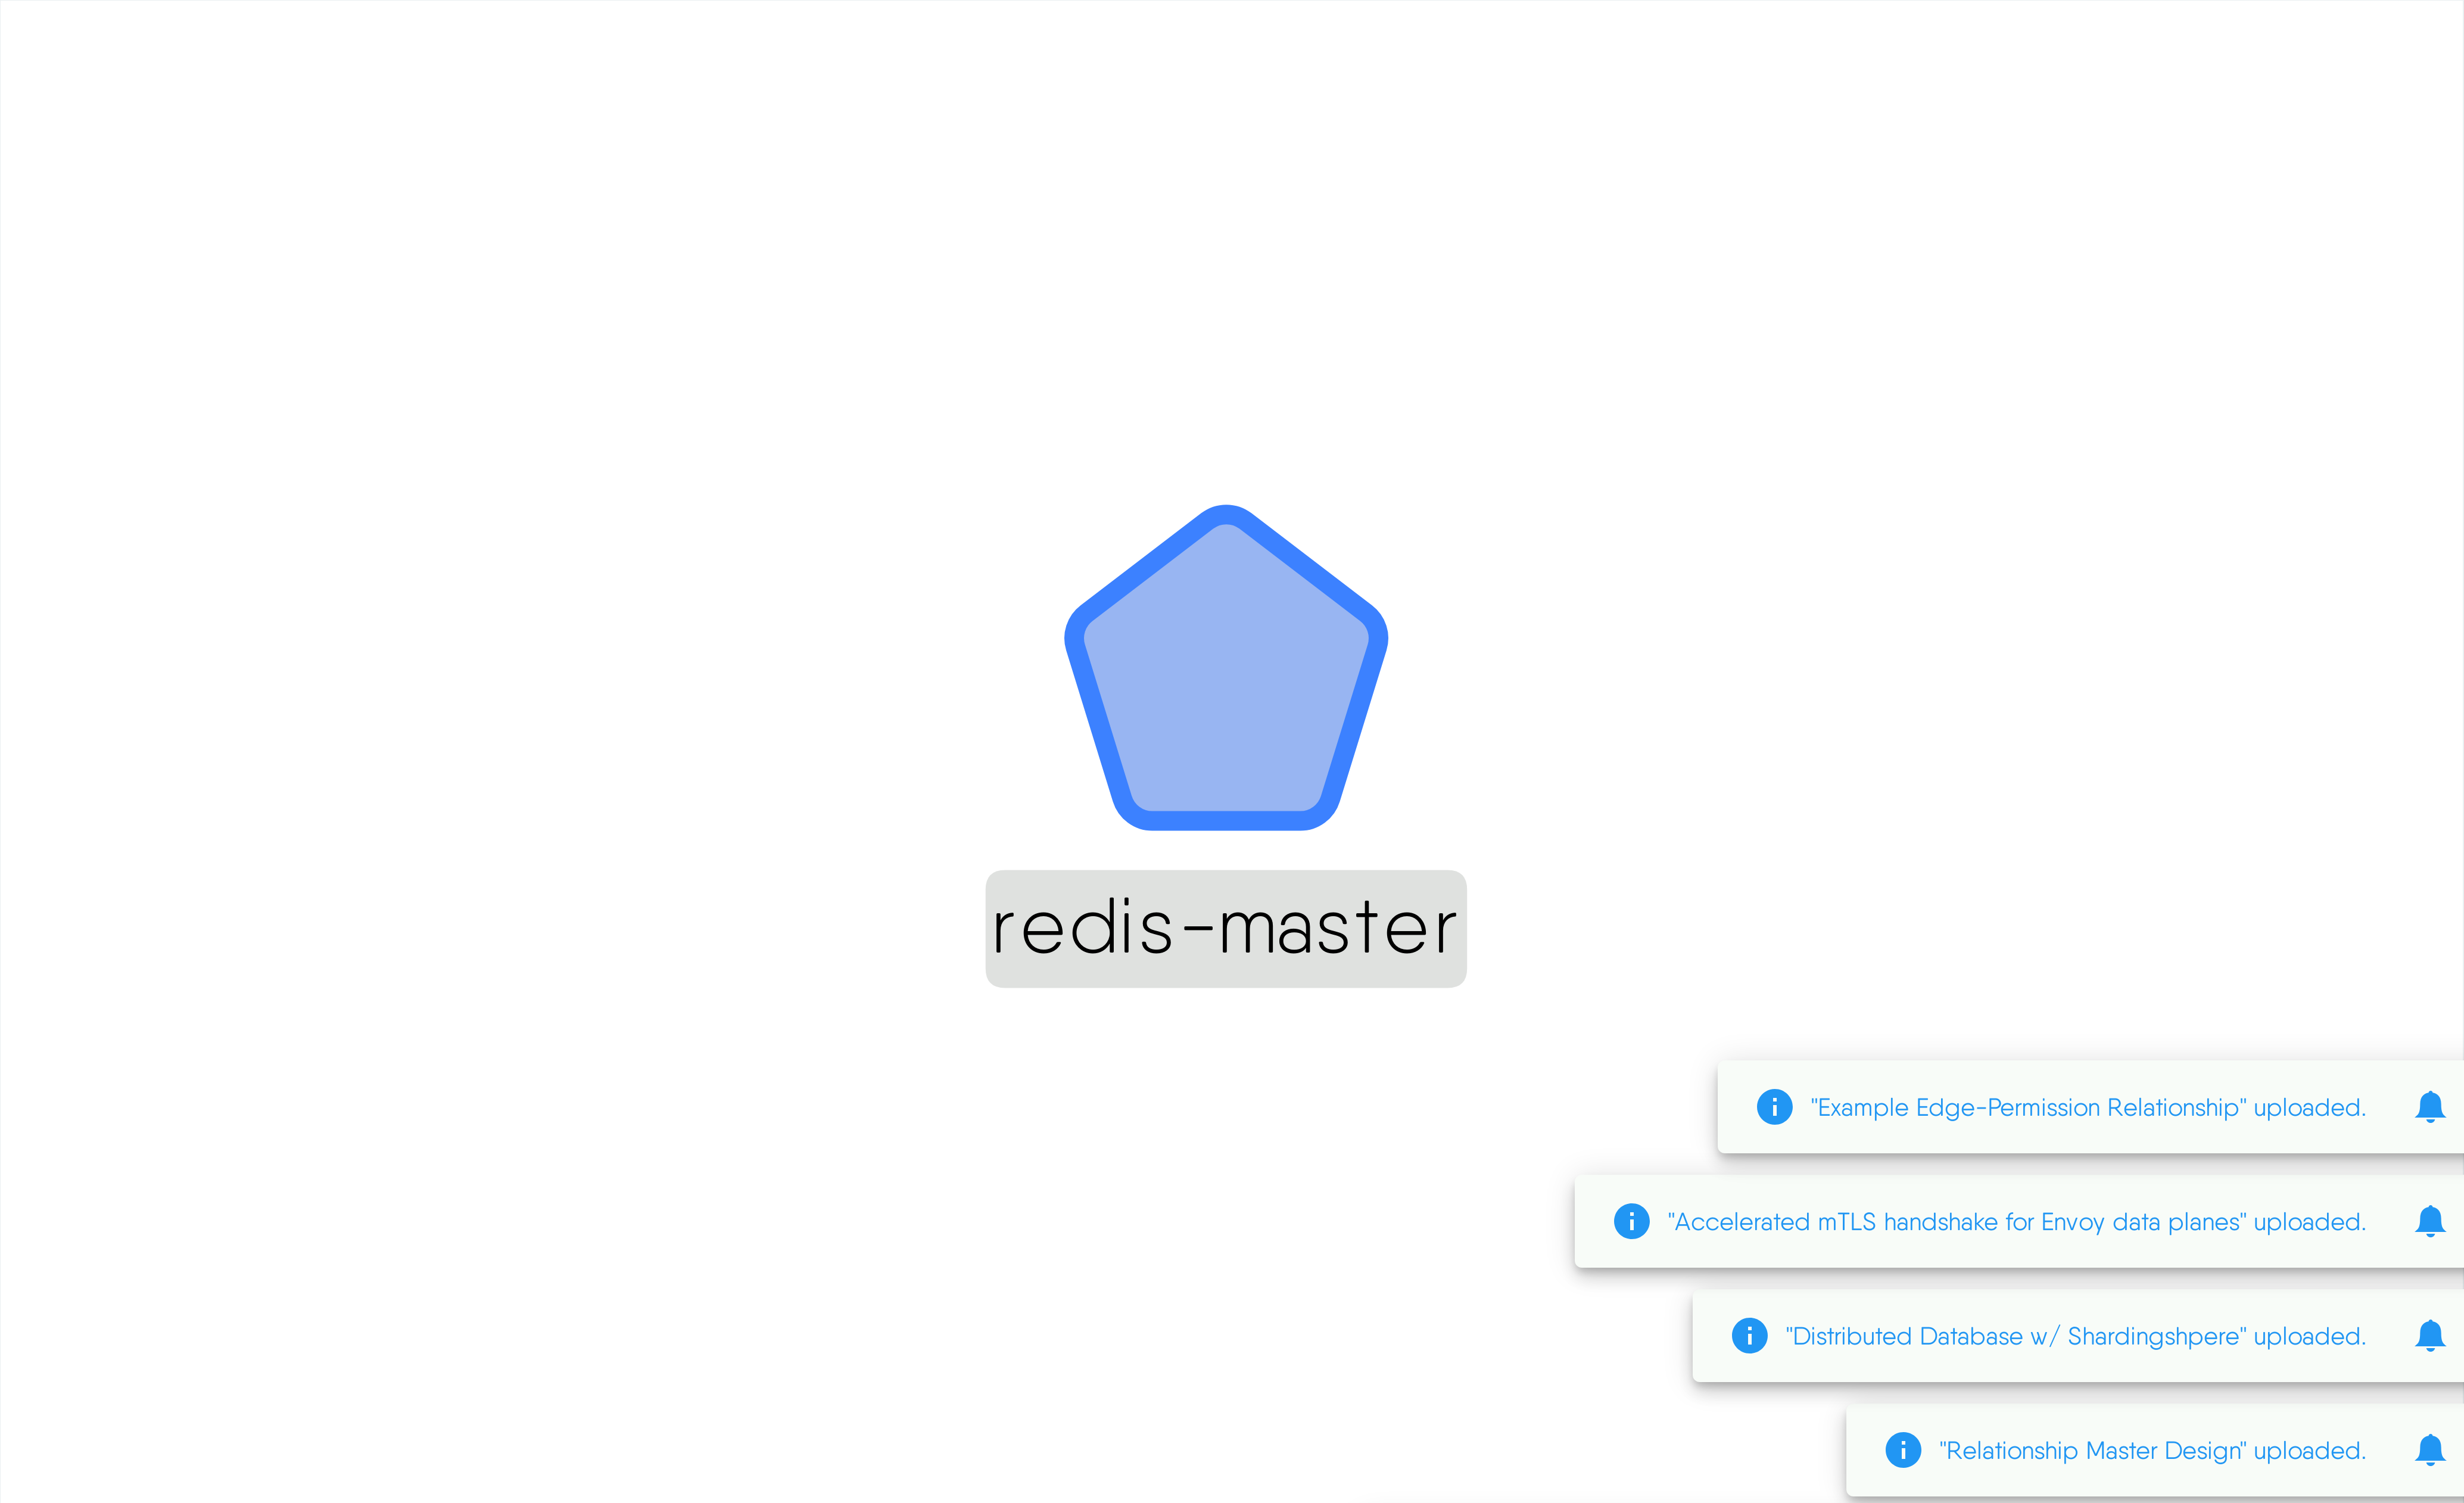 redis-master
"Example Edge-Permission Relationship" uploaded.
"Accelerated mTLS handshake for Envoy data planes" uploaded.
"Distributed Database w/ Shardingshpere" uploaded.
"Relationship Master Design" uploaded.